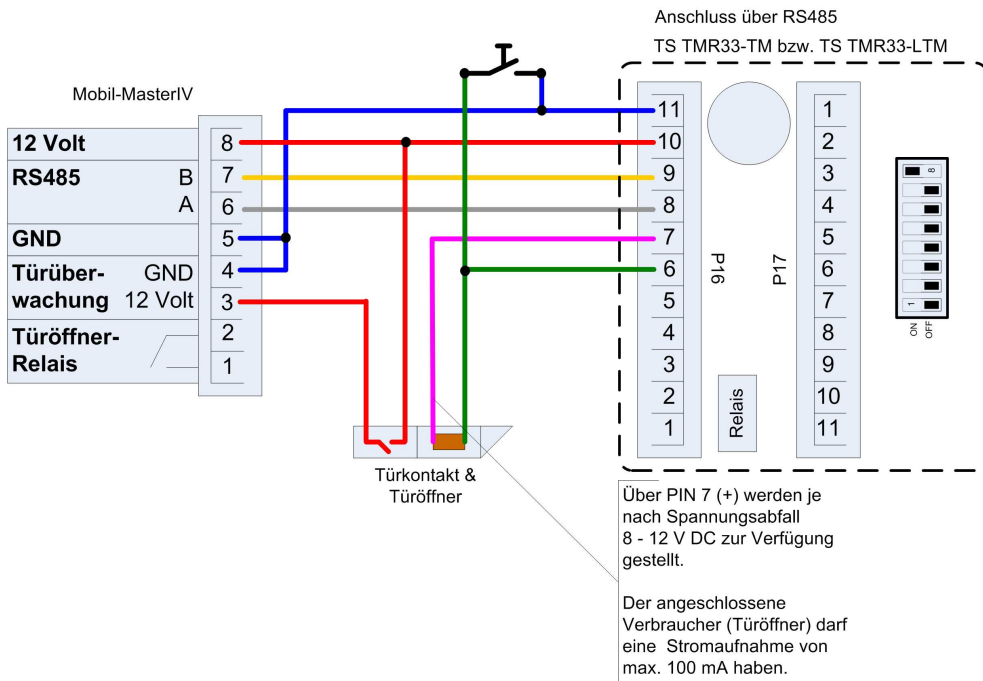 Anschluss über RS485
TS TMR33-TM bzw. TS TMR33-LTM
Mobil-MasterIV
12 Volt
8
RS485
B
7
A
6
GND
5
Türüber-
wachung
GND
4
12 Volt
3
Türöffner-
Relais
2
1
11
10
9
8
7
6
5
4
3
2
1
P16
Relais
P17
1
2
3
4
5
6
7
8
9
10
11
8
1
ON
OFF
Türkontakt &
Türöffner
Über PIN 7 (+) werden je
nach Spannungsabfall
8 - 12 V DC zur Verfügung
gestellt.
Der angeschlossene
Verbraucher (Türöffner) darf
eine Stromaufnahme von
max. 100 mA haben.